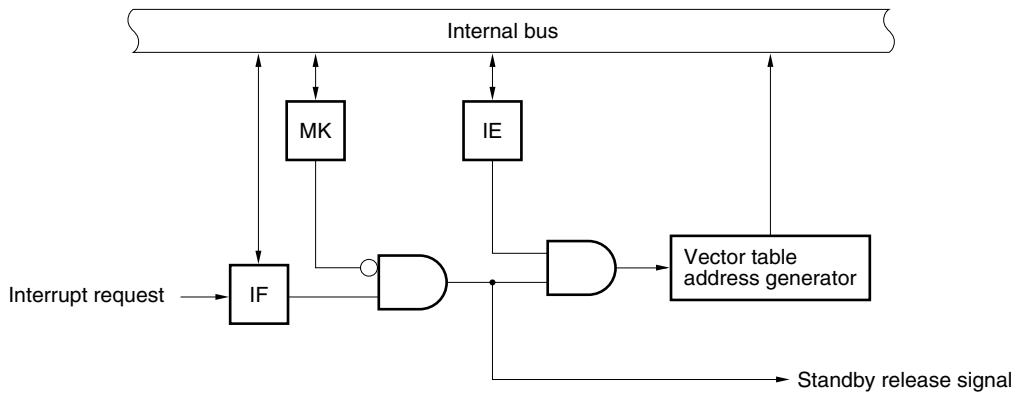 Internal bus
MK
IE
Vector table
address generator
Interrupt request
IF
Standby release signal